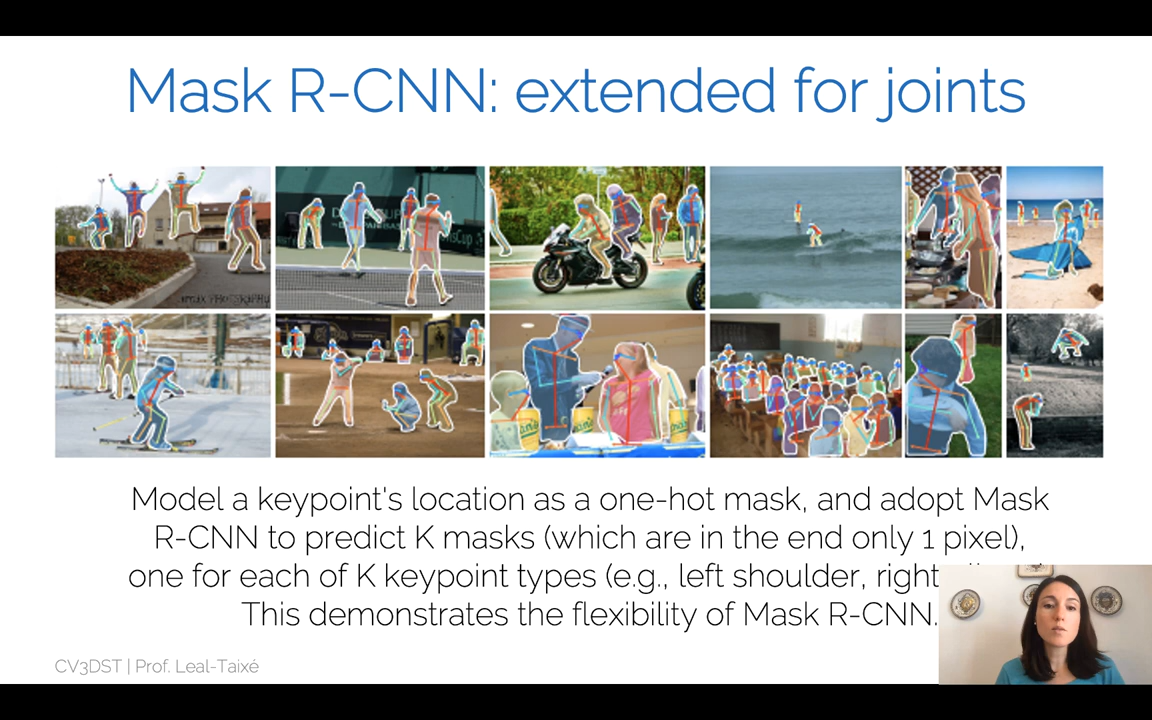 Mask R-CNN: extended for joints
Model a keypoint's location as a one-hot mask, and adopt Mask
R-CNN to predict K masks (which are in the end only 1 pixel),
one for each of K keypoint types (e.g., left shoulder, right
This demonstrates the flexibility of Mask R-CNN.
CV3DST | Prof. Leal-Taixé